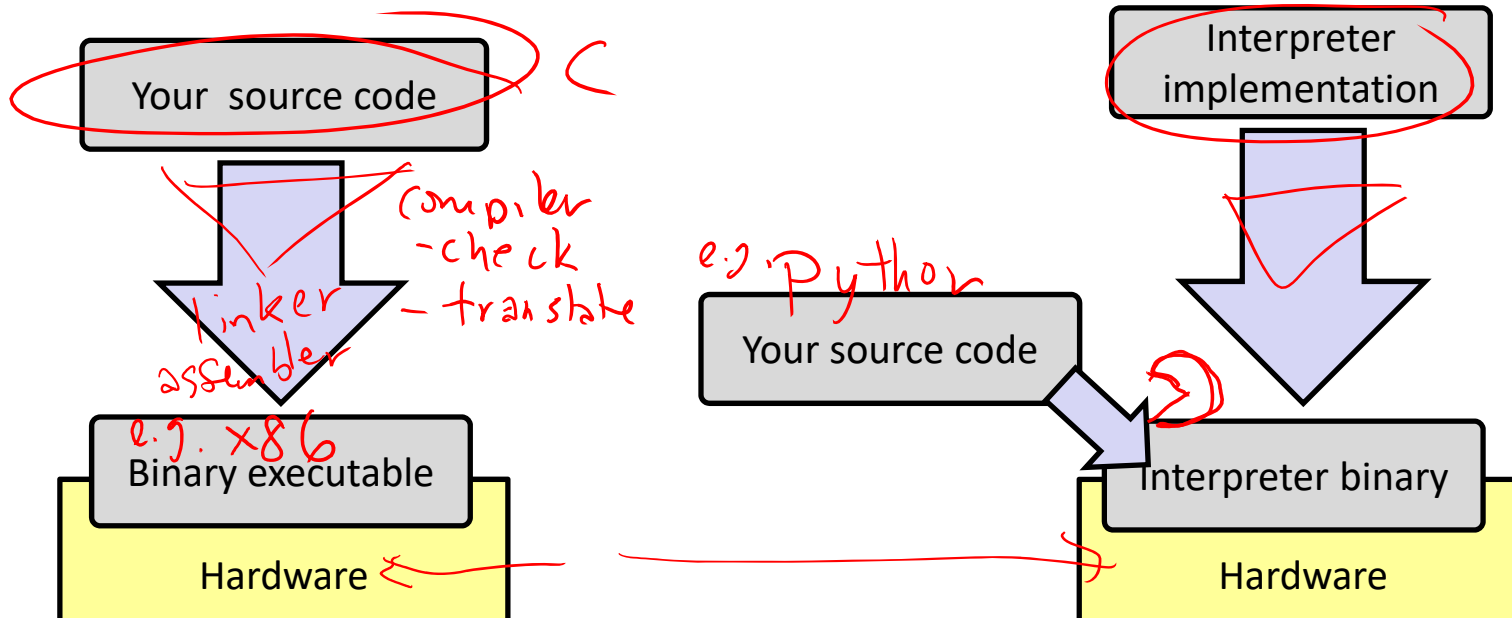 Your source code
C
compiler
-check
- translate
linker
assembler
e.g. x86
Binary executable
Hardware
Interpreter
implementation
e.g. Python
Your source code
Interpreter binary
Hardware